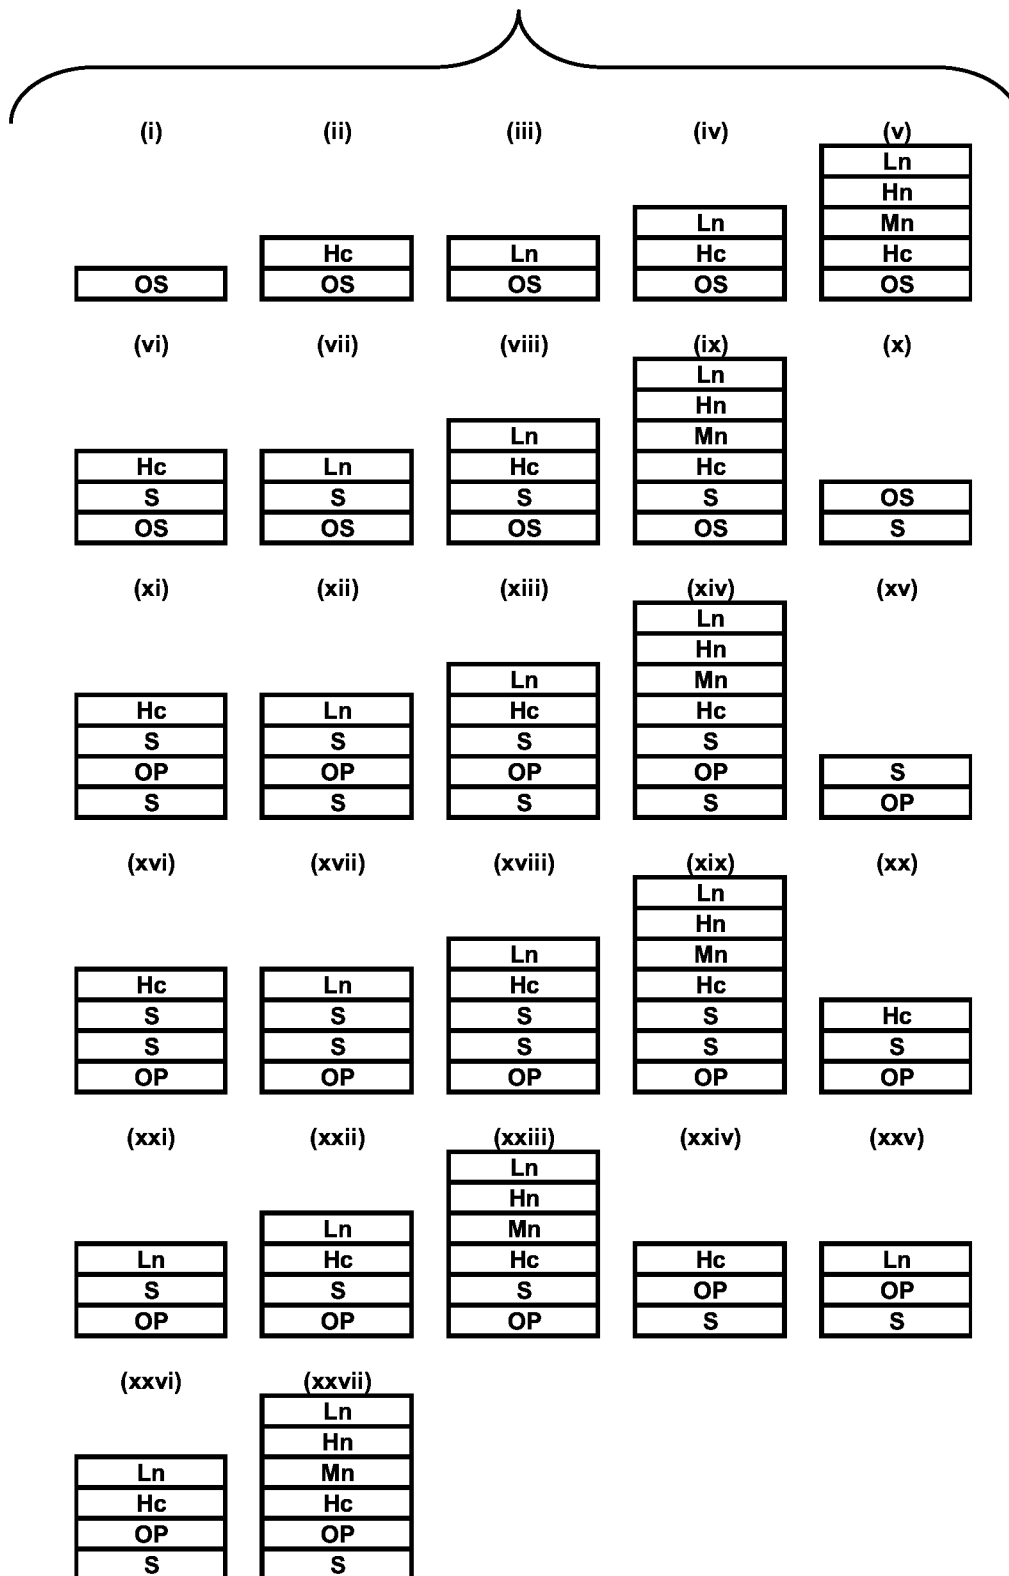 (i) (ii) (iii) (iv) (v)
Ln
Hn
Ln Mn
Hc Ln Hc Hc
OS OS OS OS OS
(vi) (vii) (viii) (ix) (x)
Ln
Hn
Ln Mn
Hc Ln Hc Hc
S S S S OS
OS OS OS OS S
(xi) (xii) (xiii) (xiv) (xv)
Ln
Hn
Ln Mn
Hc Ln Hc Hc
S S S S
OP OP OP OP S
S S S S OP
(xvi) (xvii) (xviii) (xix) (xx)
Ln
Hn
Ln Mn
Hc Ln Hc Hc
S S S S Hc
S S S S S
OP OP OP OP OP
(xxi) (xxii) (xxiii) (xxiv) (xxv)
Ln
Hn
Ln Mn
Ln Hc Hc Hc Ln
S S S OP OP
OP OP OP S S
(xxvi) (xxvii)
Ln
Hn
Ln Mn
Hc Hc
OP OP
S S